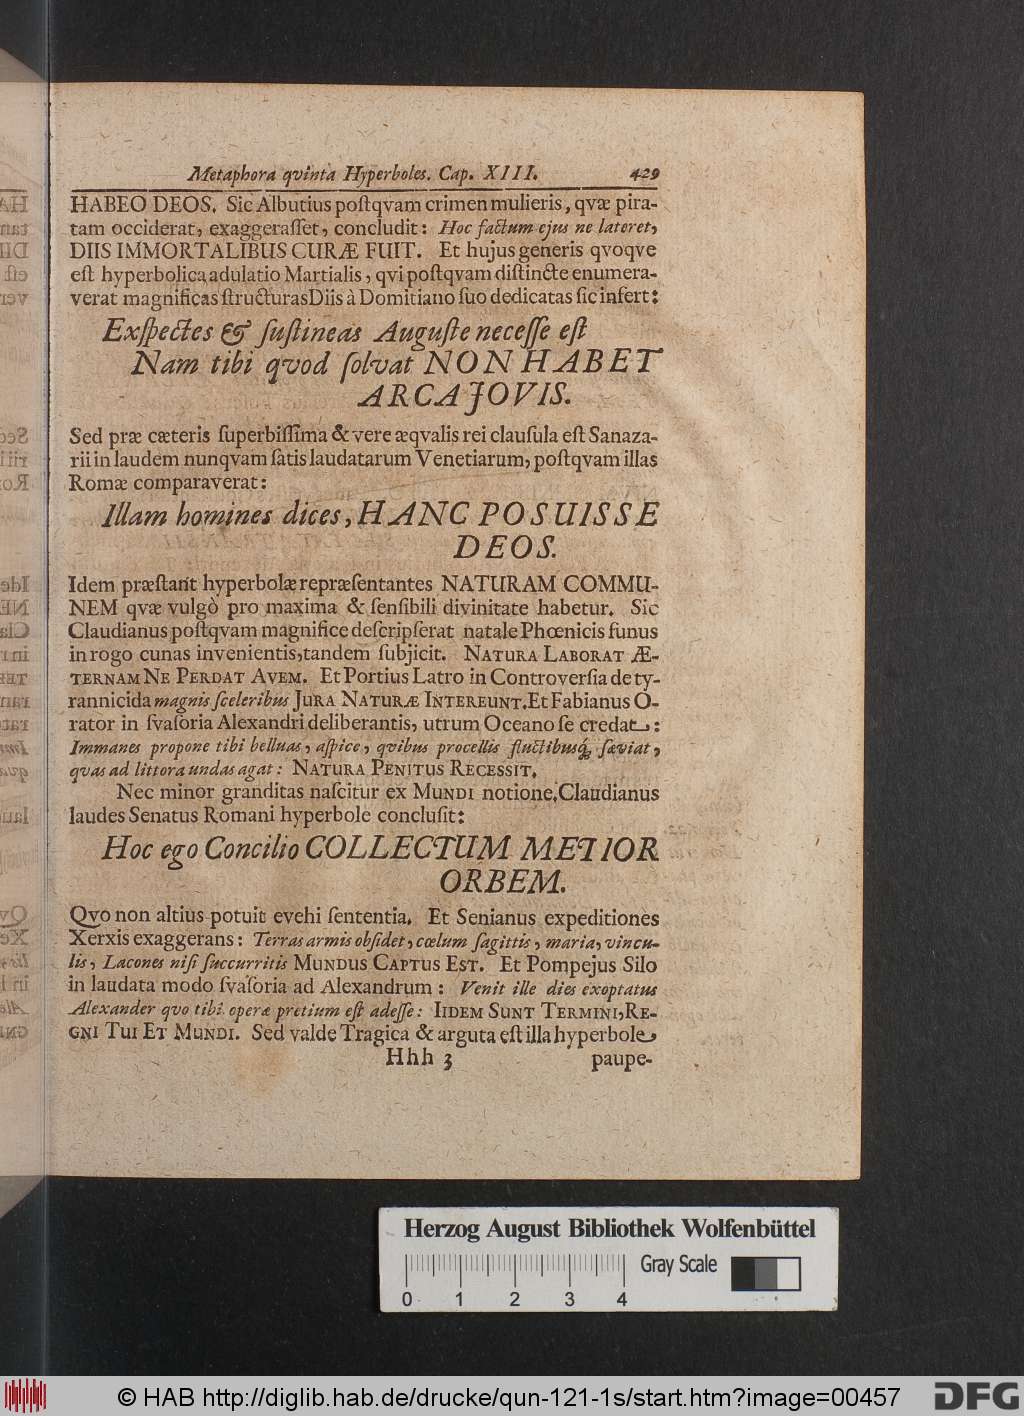 Metaphora qvinta Hyperboles. Cap. XIII. 429
HABEO DEOS. Sic Albutius poſtqvam crimen mulieris, qvæ pira-
tam occiderat, exaggeraſſet, concludit: Hoc factum ejus ne lateret,
DIIS IMMORTALIBUS CURÆ FUIT. Et hujus generis qvoqve
eſt hyperbolica adulatio Martialis, qvi poſtqvam diſtincte enumera-
verat magnificas ſtructuras Diis à Domitiano ſuo dedicatas ſic infert:
Exſpectes & ſuſtineas Auguſte neceſſe eſt
Nam tibi qvod ſolvat NON HABET
ARCA JOVIS.
Sed præ cæteris ſuperbiſſima & vere æqvalis rei clauſula eſt Sanaza-
rii in laudem nunqvam ſatis laudatarum Venetiarum, poſtqvam illas
Romæ comparaverat:
Illam homines dices, HANC POSUISSE
DEOS.
Idem præſtant hyperbolæ repræſentantes NATURAM COMMU-
NEM qvæ vulgò pro maxima & ſenſibili divinitate habetur. Sic
Claudianus poſtqvam magnifice deſcripſerat natale Phœnicis funus
in rogo cunas invenientis, tandem ſubjicit. NATURA LABORAT Æ-
TERNAM NE PERDAT AVEM. Et Portius Latro in Controverſia de ty-
rannicida magnis ſceleribus JURA NATURÆ INTEREUNT. Et Fabianus O-
rator in ſvaſoria Alexandri deliberantis, utrum Oceano ſe credat:
Immanes propone tibi belluas, aſpice, qvibus procellis fluctibusq́; ſæviat,
qvas ad littora undas agat: NATURA PENITUS RECESSIT.
Nec minor granditas naſcitur ex MUNDI notione. Claudianus
laudes Senatus Romani hyperbole concluſit:
Hoc ego Concilio COLLECTUM METIOR
ORBEM.
Qvo non altius potuit evehi ſententia. Et Senianus expeditiones
Xerxis exaggerans: Terras armis obſidet, cœlum ſagittis, maria, vincu-
lis, Lacones niſi ſuccurritis MUNDUS CAPTUS EST. Et Pompejus Silo
in laudata modo ſvaſoria ad Alexandrum: Venit ille dies exoptatus
Alexander qvo tibi operæ pretium eſt adeſſe: IIDEM SUNT TERMINI, RE-
GNI TUI ET MUNDI. Sed valde Tragica & arguta eſt illa hyperbole
Hhh 3 paupe-
Herzog August Bibliothek Wolfenbüttel
Gray Scale
0 1 2 3 4
© HAB http://diglib.hab.de/drucke/qun-121-1s/start.htm?image=00457
DFG